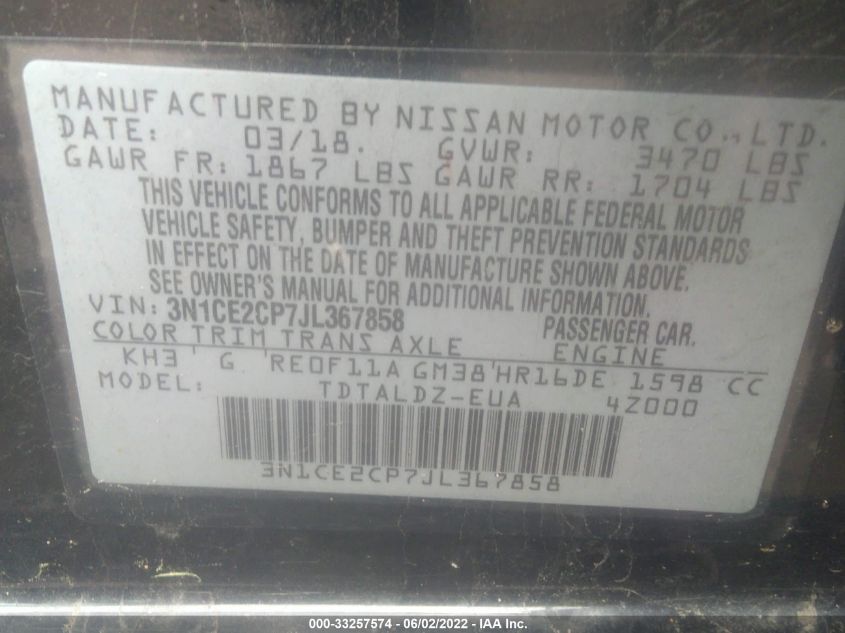 MANUFACTURED BY NISSAN MOTOR CO., LTD.
DATE: 03/18. GVWR: 3470 LBS
GAWR FR: 1867 LBS GAWR RR: 1704 LBS
THIS VEHICLE CONFORMS TO ALL APPLICABLE FEDERAL MOTOR
VEHICLE SAFETY, BUMPER AND THEFT PREVENTION STANDARDS
IN EFFECT ON THE DATE OF MANUFACTURE SHOWN ABOVE.
SEE OWNER'S MANUAL FOR ADDITIONAL INFORMATION.
VIN: 3N1CE2CP7JL367858 PASSENGER CAR.
COLOR TRIM TRANS AXLE ENGINE
KH3 ' G 'RE0F11A GM38'HR16DE 1598 CC
MODEL: TDTALDZ-EUA 4Z000
3N1CE2CP7JL367858
000-33257574 - 06/02/2022 - IAA Inc.